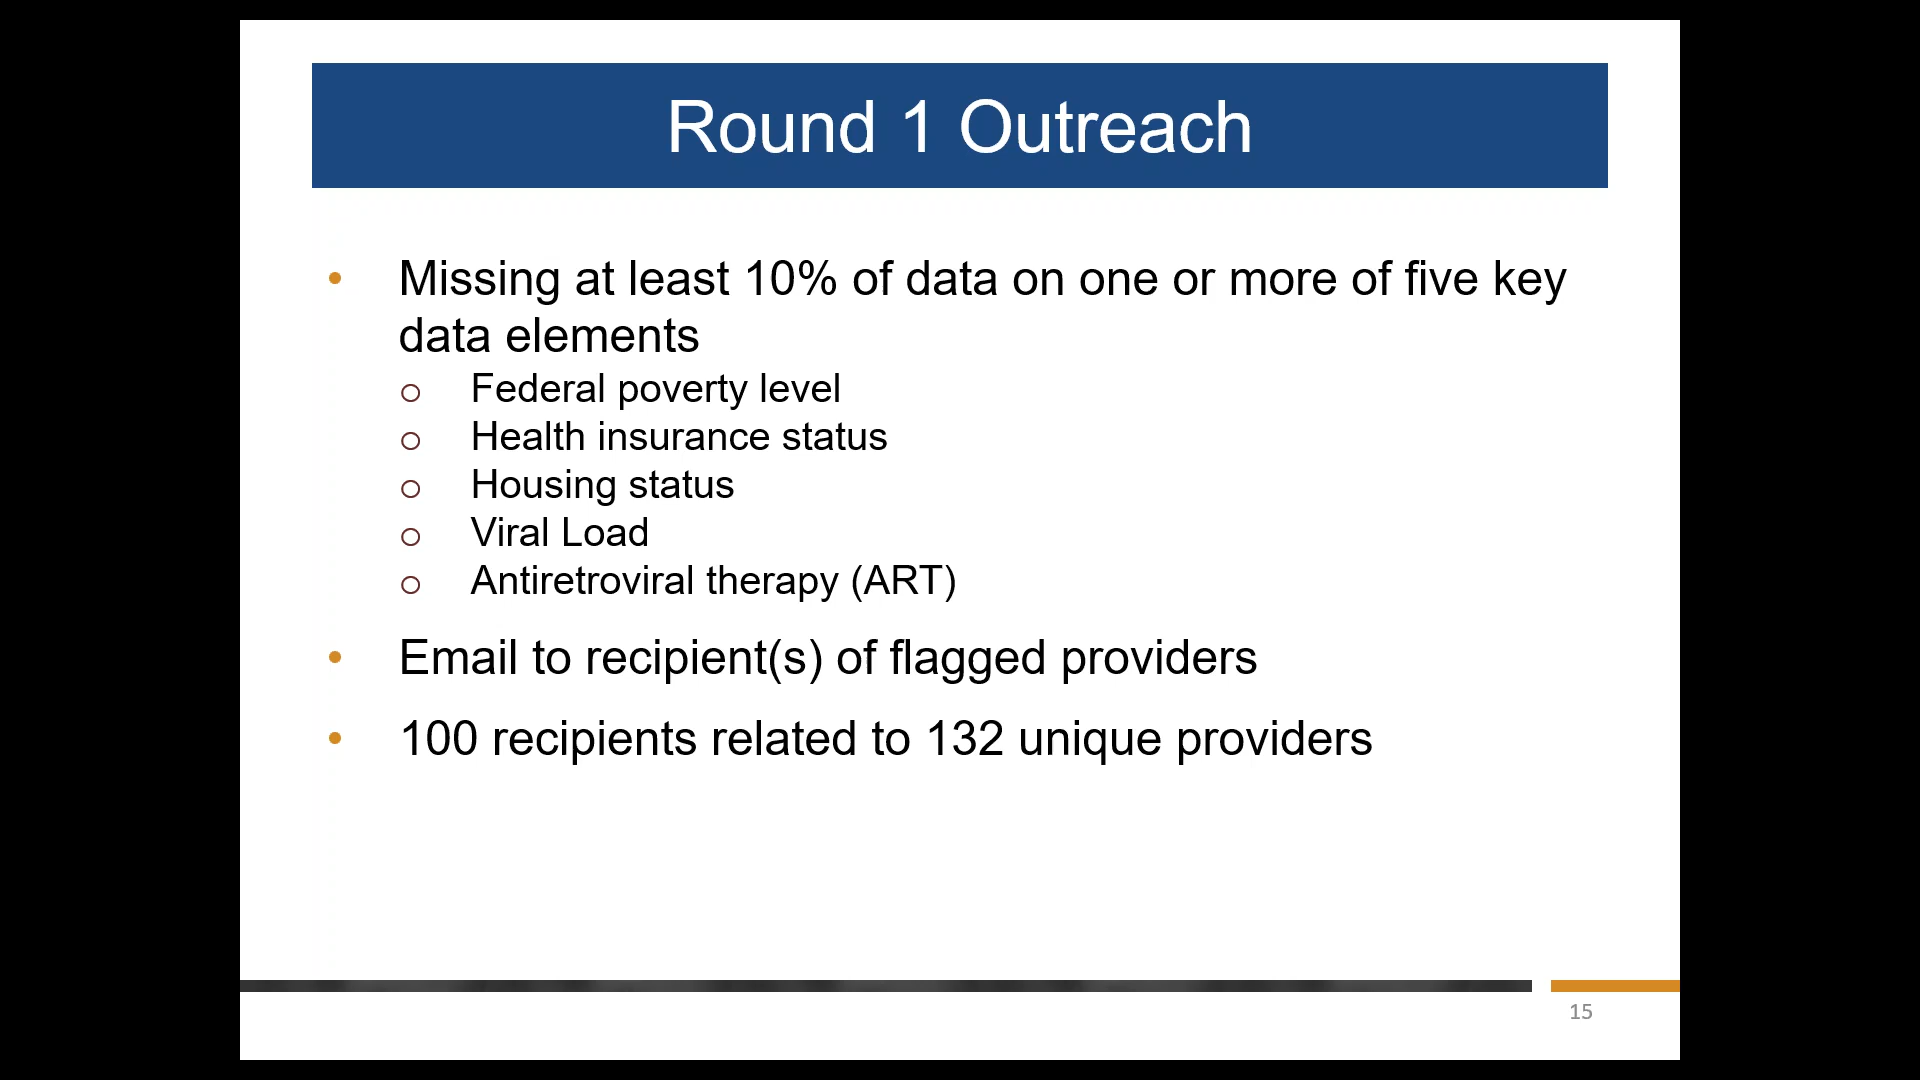 Round 1 Outreach
• Missing at least 10% of data on one or more of five key
data elements
o Federal poverty level
o Health insurance status
o Housing status
o Viral Load
o Antiretroviral therapy (ART)
• Email to recipient(s) of flagged providers
• 100 recipients related to 132 unique providers
15